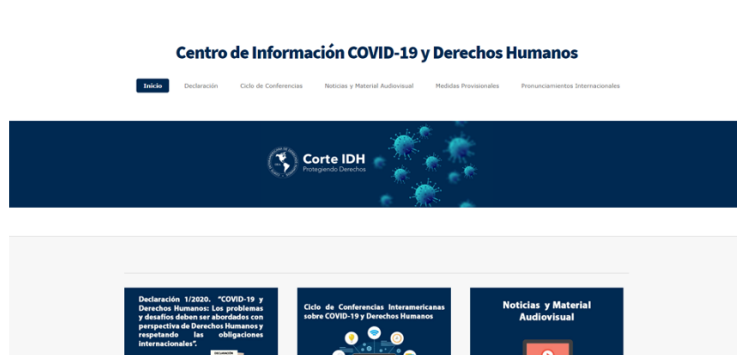 Centro de Información COVID-19 y Derechos Humanos
Inicio Declaración Ciclo de Conferencias Noticias y Material Audiovisual Medidas Provisionales Pronunciamientos Internacionales
Corte IDH
Protegiendo Derechos
Declaración 1/2020. “COVID-19 y
Derechos Humanos: Los problemas
y desafíos deben ser abordados con
perspectiva de Derechos Humanos y
respetando las obligaciones
internacionales”.
Ciclo de Conferencias Interamericanas
sobre COVID-19 y Derechos Humanos
Noticias y Material
Audiovisual